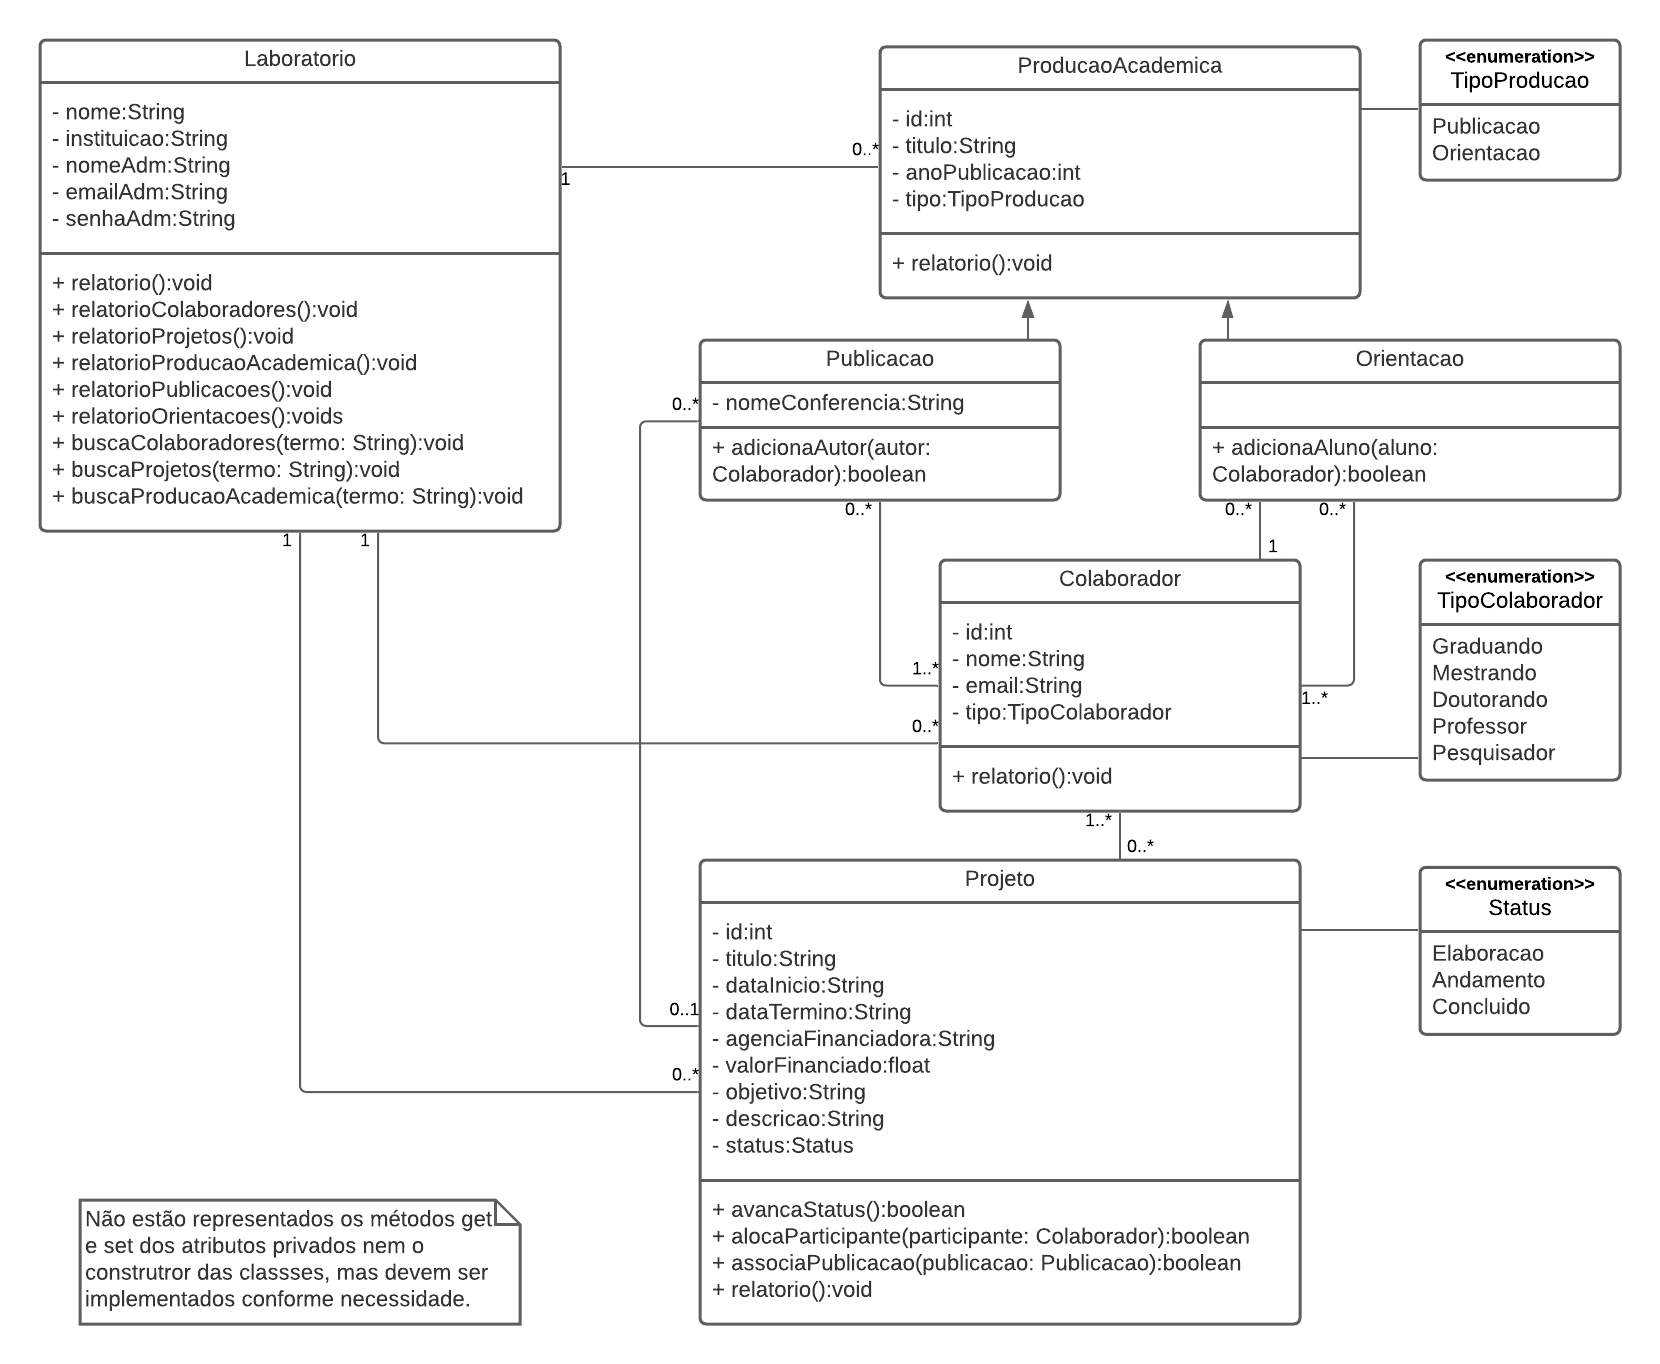 Laboratorio
- nome:String
- instituicao:String
- nomeAdm:String
- emailAdm:String
- senhaAdm:String
+ relatorio():void
+ relatorioColaboradores():void
+ relatorioProjetos():void
+ relatorioProducaoAcademica():void
+ relatorioPublicacoes():void
+ relatorioOrientacoes():voids
+ buscaColaboradores(termo: String):void
+ buscaProjetos(termo: String):void
+ buscaProducaoAcademica(termo: String):void
1
0..*
ProducaoAcademica
- id:int
- titulo:String
- anoPublicacao:int
- tipo:TipoProducao
+ relatorio():void
<<enumeration>>
TipoProducao
Publicacao
Orientacao
Publicacao
- nomeConferencia:String
+ adicionaAutor(autor:
Colaborador):boolean
0..*
0..*
Orientacao
+ adicionaAluno(aluno:
Colaborador):boolean
0..*
0..*
1
1
1
Colaborador
- id:int
- nome:String
- email:String
- tipo:TipoColaborador
+ relatorio():void
1..*
0..*
1..*
1..*
0..*
<<enumeration>>
TipoColaborador
Graduando
Mestrando
Doutorando
Professor
Pesquisador
Projeto
- id:int
- titulo:String
- dataInicio:String
- dataTermino:String
- agenciaFinanciadora:String
- valorFinanciado:float
- objetivo:String
- descricao:String
- status:Status
+ avancaStatus():boolean
+ alocaParticipante(participante: Colaborador):boolean
+ associaPublicacao(publicacao: Publicacao):boolean
+ relatorio():void
0..1
0..*
<<enumeration>>
Status
Elaboracao
Andamento
Concluido
Não estão representados os métodos get
e set dos atributos privados nem o
construtror das classses, mas devem ser
implementados conforme necessidade.